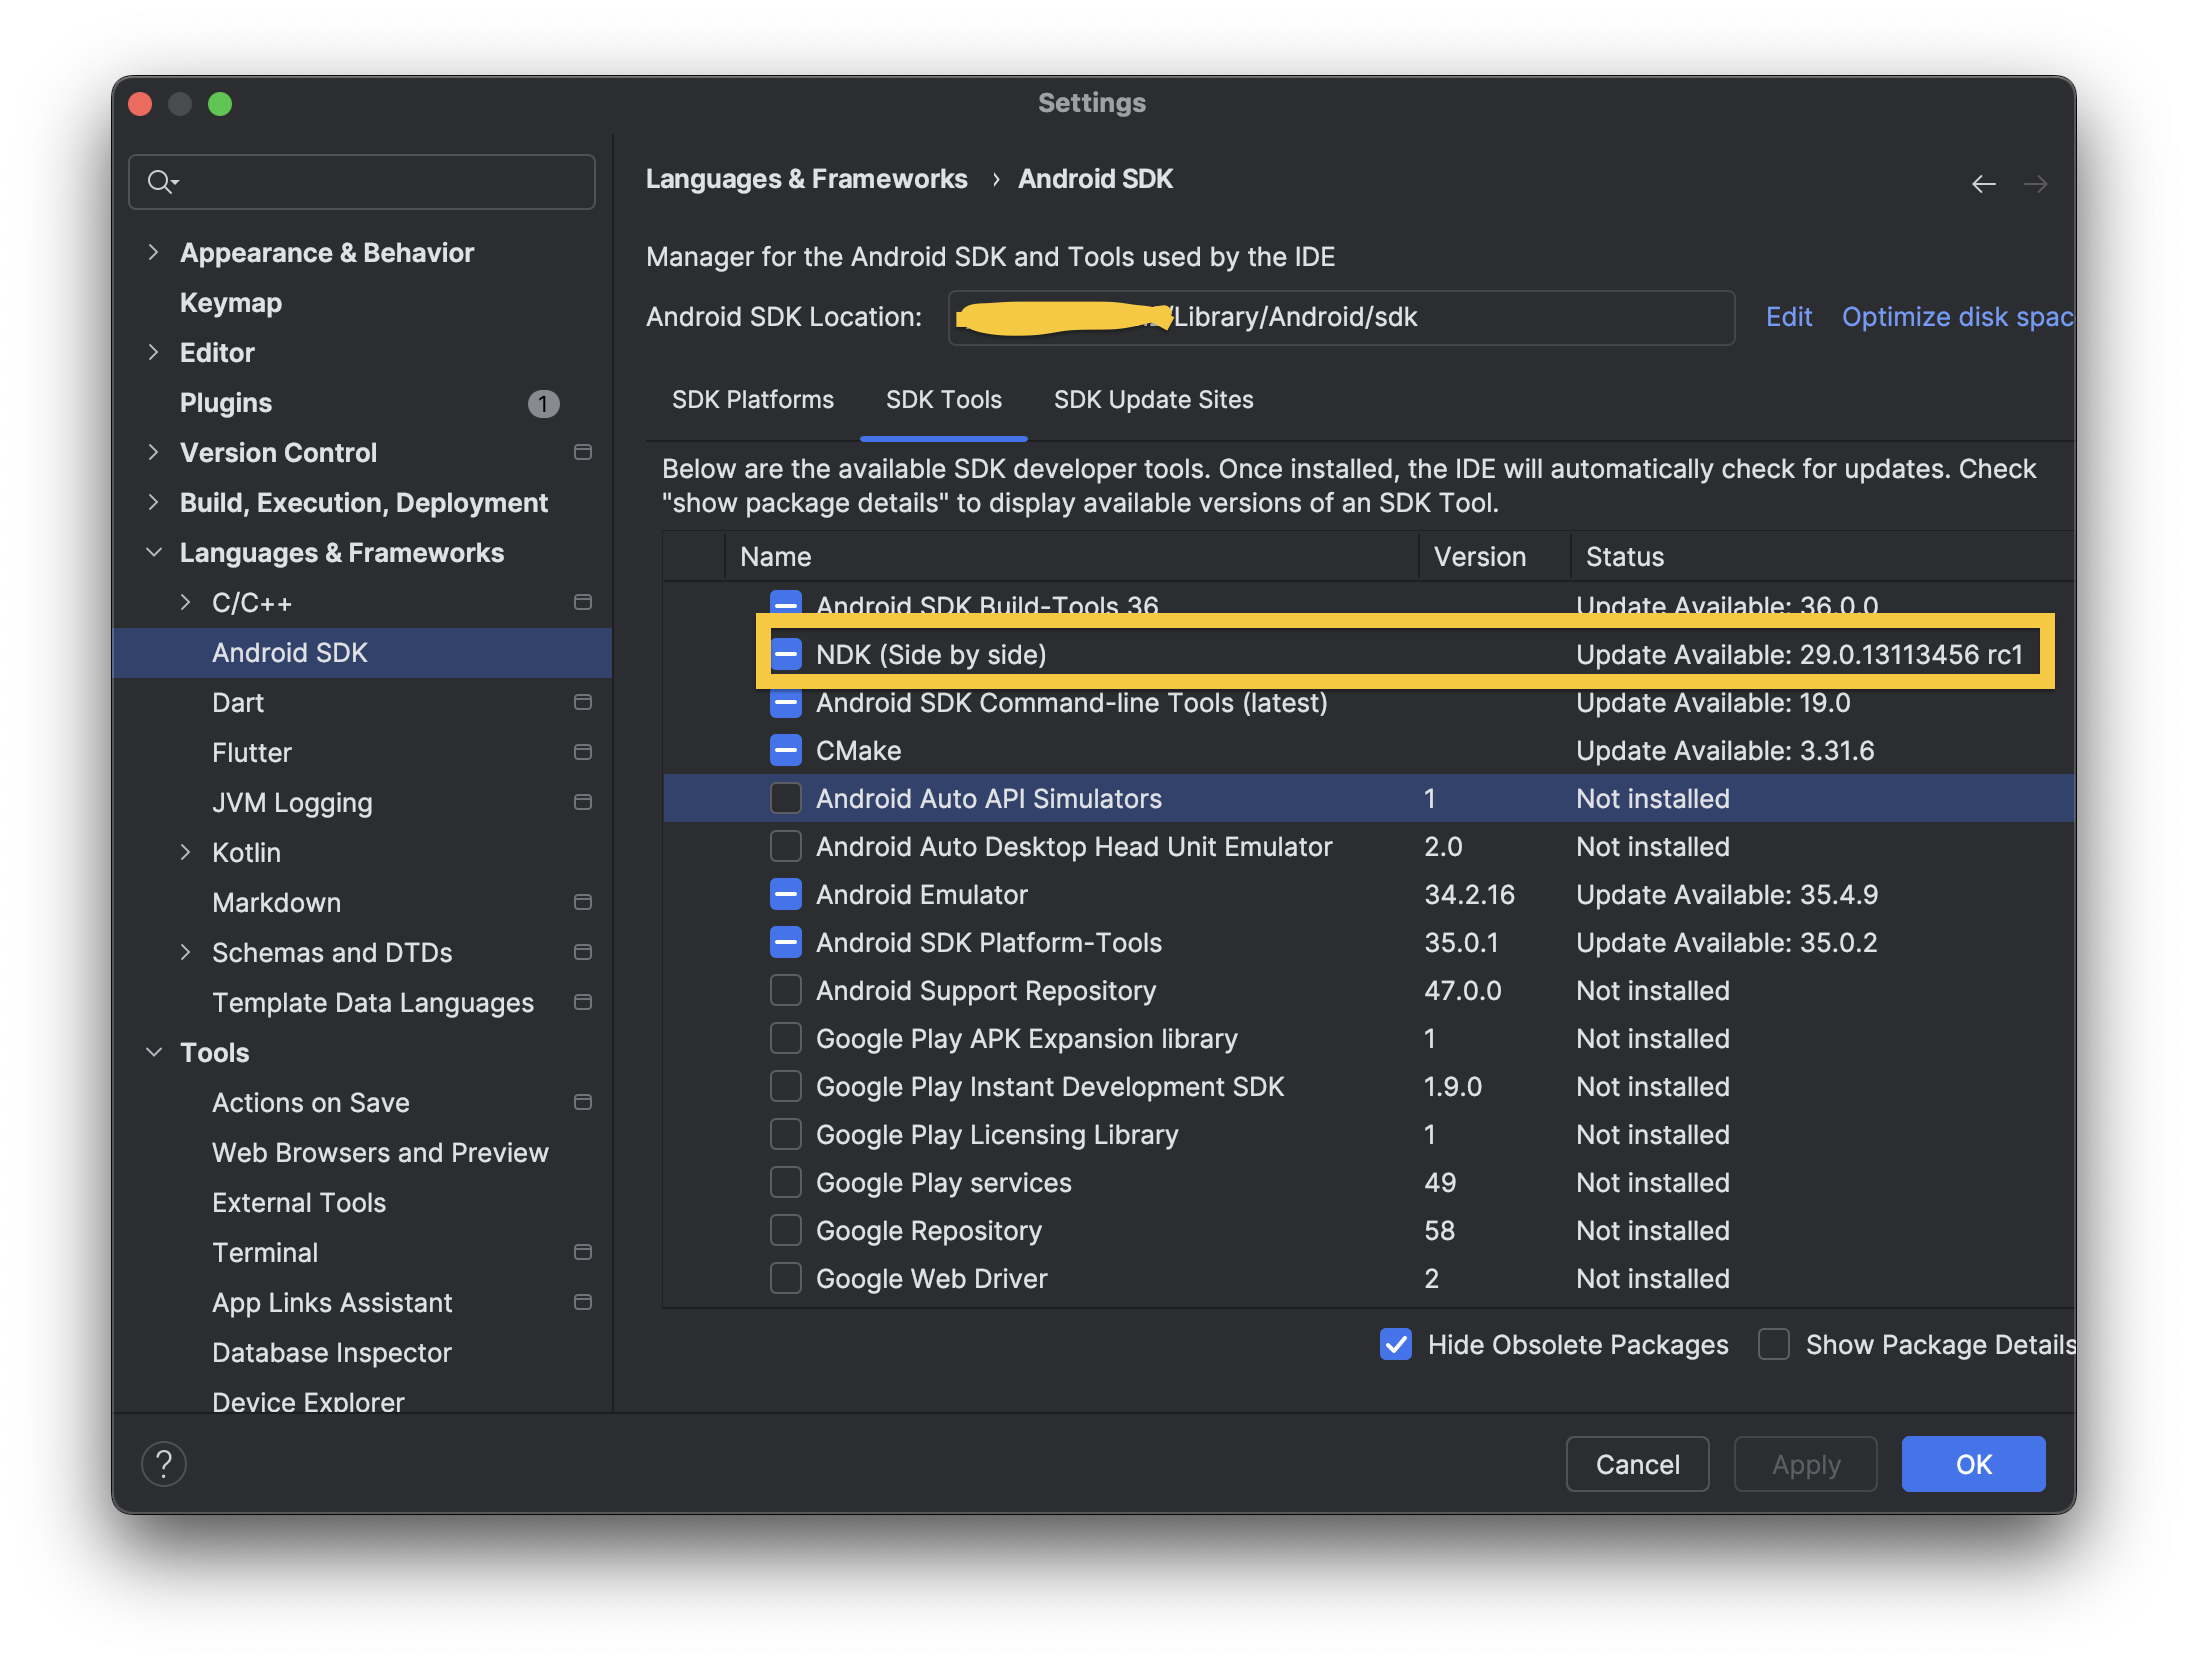 Settings
Appearance & Behavior
Keymap
Editor
Plugins
1
Version Control
Build, Execution, Deployment
Languages & Frameworks
C/C++
Android SDK
Dart
Flutter
JVM Logging
Kotlin
Markdown
Schemas and DTDs
Template Data Languages
Tools
Actions on Save
Web Browsers and Preview
External Tools
Terminal
App Links Assistant
Database Inspector
Device Explorer
Languages & Frameworks › Android SDK
Manager for the Android SDK and Tools used by the IDE
Android SDK Location: /Library/Android/sdk Edit Optimize disk spac
SDK Platforms SDK Tools SDK Update Sites
Below are the available SDK developer tools. Once installed, the IDE will automatically check for updates. Check
"show package details" to display available versions of an SDK Tool.
Name Version Status
Android SDK Build-Tools 36 Update Available: 36.0.0
NDK (Side by side) Update Available: 29.0.13113456 rc1
Android SDK Command-line Tools (latest) Update Available: 19.0
CMake Update Available: 3.31.6
Android Auto API Simulators 1 Not installed
Android Auto Desktop Head Unit Emulator 2.0 Not installed
Android Emulator 34.2.16 Update Available: 35.4.9
Android SDK Platform-Tools 35.0.1 Update Available: 35.0.2
Android Support Repository 47.0.0 Not installed
Google Play APK Expansion library 1 Not installed
Google Play Instant Development SDK 1.9.0 Not installed
Google Play Licensing Library 1 Not installed
Google Play services 49 Not installed
Google Repository 58 Not installed
Google Web Driver 2 Not installed
Hide Obsolete Packages Show Package Details
? Cancel Apply OK